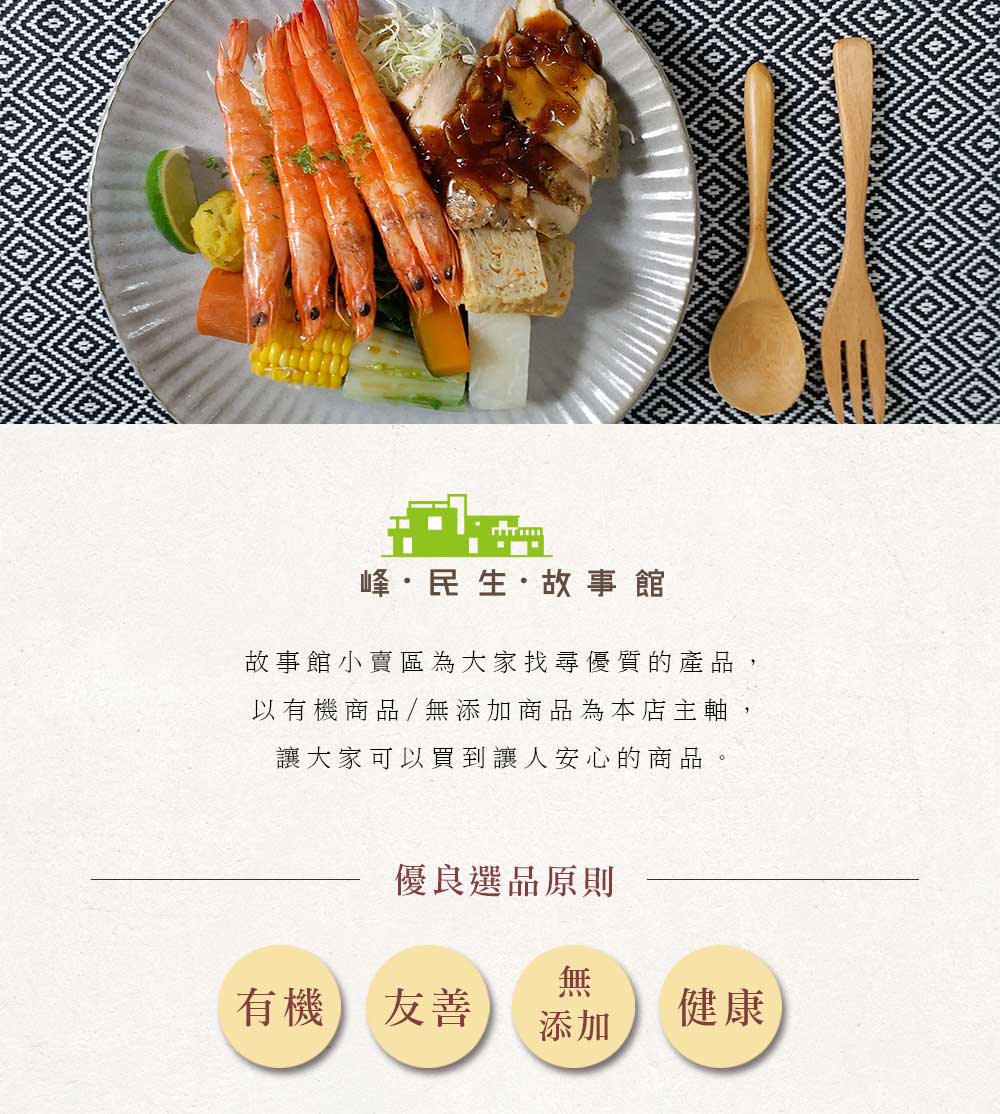 峰·民生·故事館
故事館小賣區為大家找尋優質的產品，
以有機商品/無添加商品為本店主軸，
讓大家可以買到讓人安心的商品。
優良選品原則
有機
友善
無
添加
健康